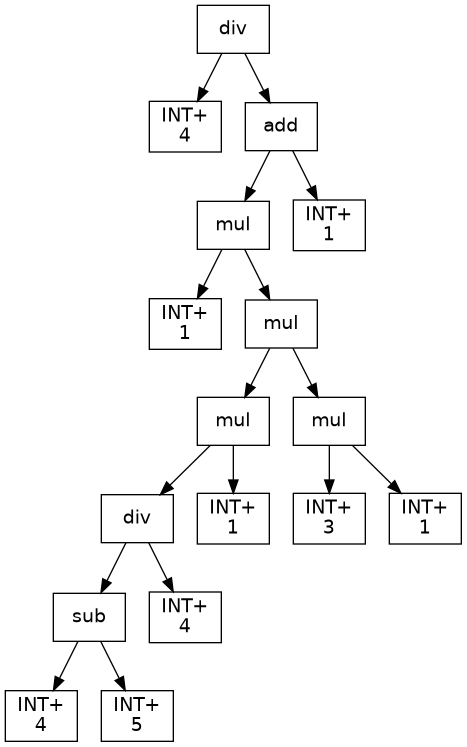 div
INT+
4
add
mul
INT+
1
INT+
1
mul
mul
mul
div
INT+
1
INT+
3
INT+
1
sub
INT+
4
INT+
4
INT+
5